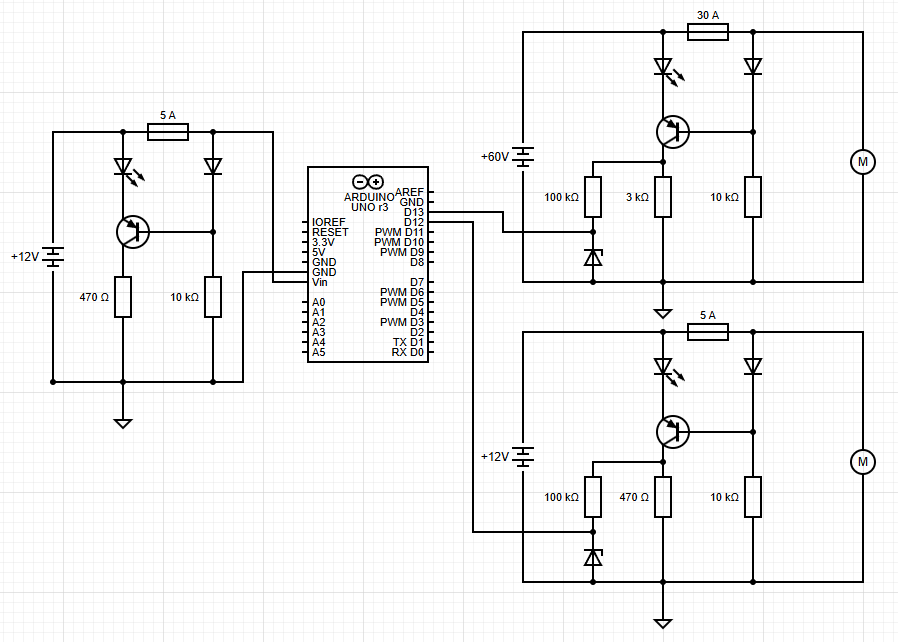 5 A
+12V
470 Ω
10 kΩ
ARDUINO
UNO r3
IOREF
RESET
3.3V
5V
GND
GND
Vin
A0
A1
A2
A3
A4
A5
AREF
GND
D13
D12
PWM D11
PWM D10
PWM D9
D8
D7
PWM D6
PWM D5
D4
PWM D3
D2
TX D1
RX D0
30 A
+60V
100 kΩ
3 kΩ
10 kΩ
M
5 A
+12V
100 kΩ
470 Ω
10 kΩ
M